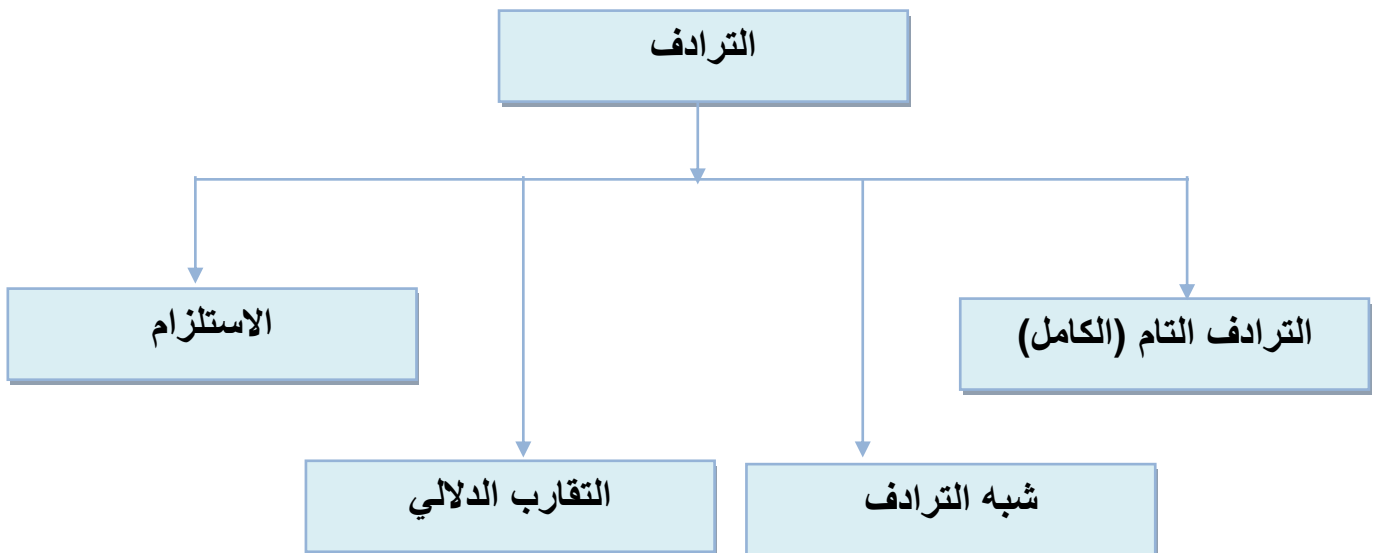 الترادف
الترادف التام (الكامل)
الاستلزام
شبه الترادف
التقارب الدلالي